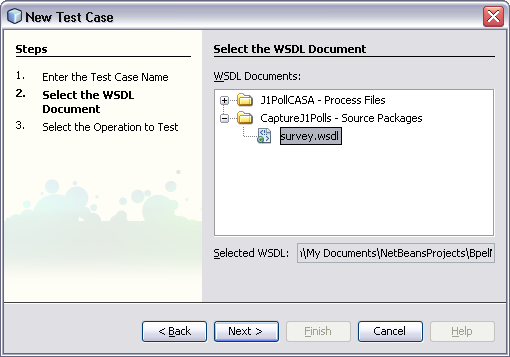 New Test Case
Steps
1. Enter the Test Case Name
2. Select the WSDL
Document
3. Select the Operation to Test
Select the WSDL Document
WSDL Documents:
J1PollCASA - Process Files
CaptureJ1Polls - Source Packages
survey.wsdl
Selected WSDL: \My Documents\NetBeansProjects\Bpel
< Back
Next >
Finish
Cancel
Help